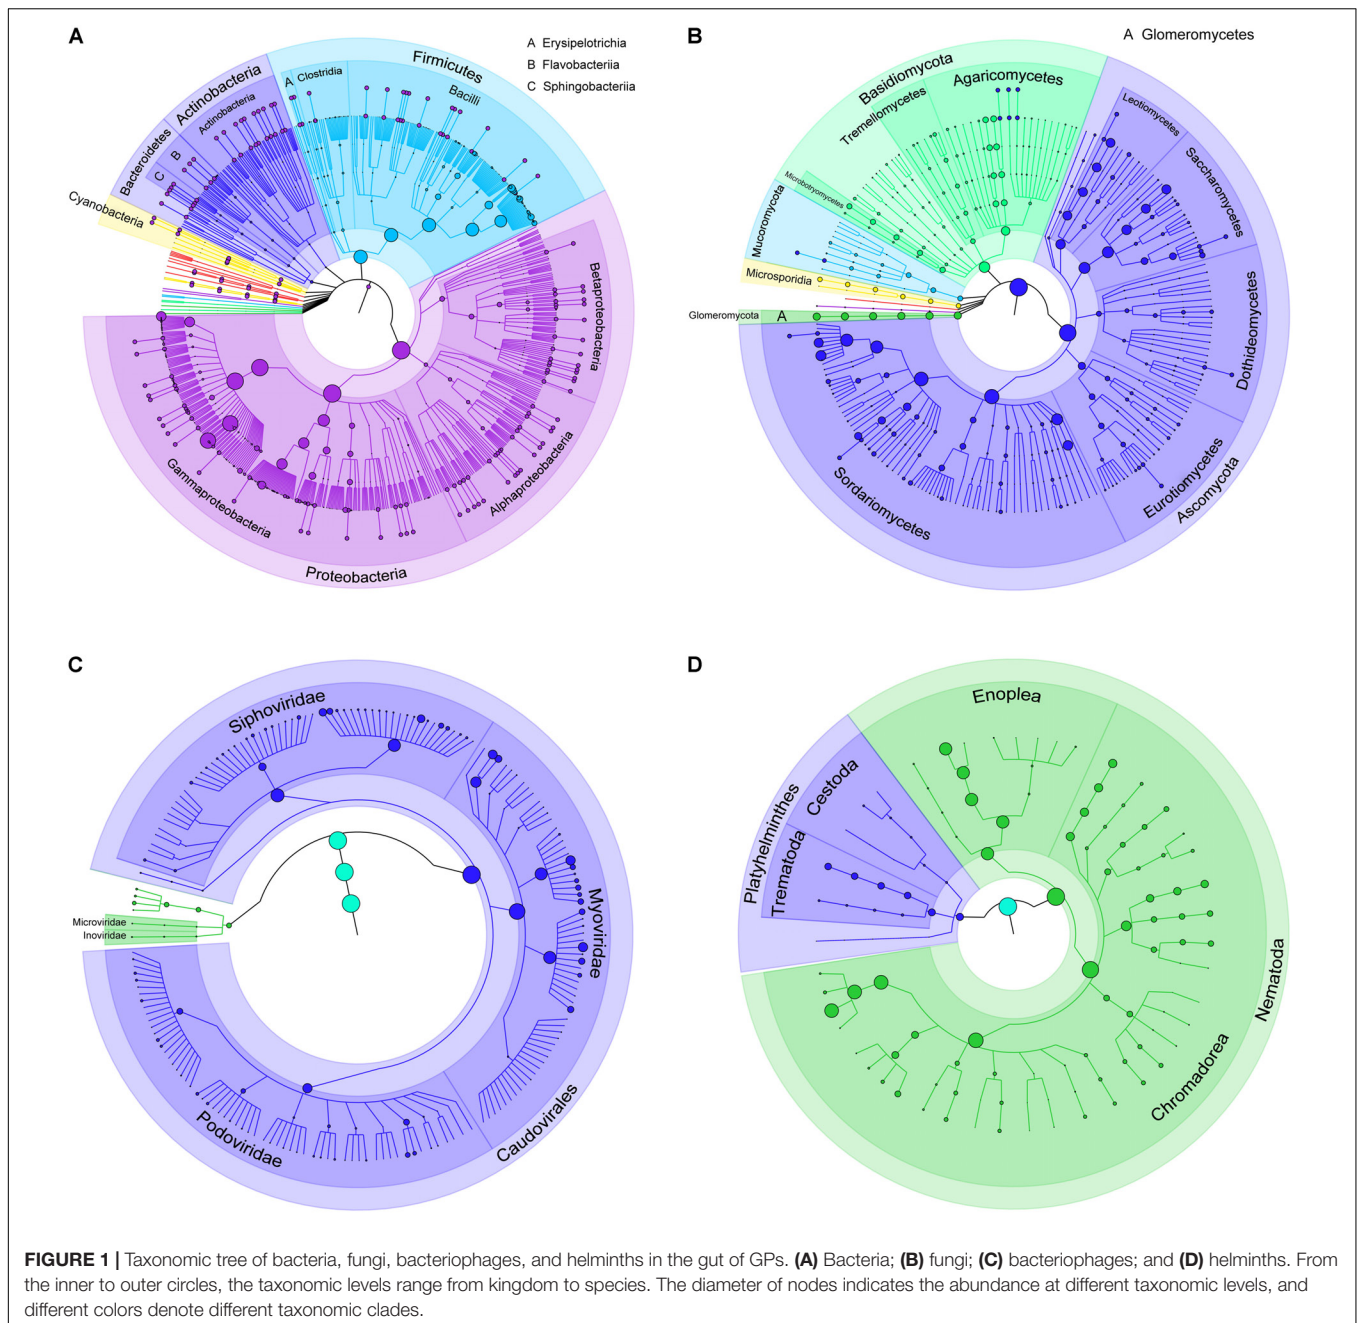 A
A Erysipelotrichia
B Flavobacteriia
C Sphingobacteriia
Firmicutes
A
Clostridia
Bacilli
Actinobacteria
Actinobacteria
Bacteroidetes
B
C
Cyanobacteria
Betaproteobacteria
Alphaproteobacteria
Gammaproteobacteria
Proteobacteria
B
A Glomeromycetes
Basidiomycota
Agaricomycetes
Tremellomycetes
Microbotryomycetes
Mucoromycota
Microsporidia
Glomeromycota
A
Leotiomycetes
Saccharomycetes
Dothideomycetes
Eurotiomycetes
Ascomycota
Sordariomycetes
C
Siphoviridae
Myoviridae
Microviridae
Inoviridae
Podoviridae
Caudovirales
D
Enoplea
Platyhelminthes
Cestoda
Trematoda
Nematoda
Chromadorea
FIGURE 1 | Taxonomic tree of bacteria, fungi, bacteriophages, and helminths in the gut of GPs. (A) Bacteria; (B) fungi; (C) bacteriophages; and (D) helminths. From
the inner to outer circles, the taxonomic levels range from kingdom to species. The diameter of nodes indicates the abundance at different taxonomic levels, and
different colors denote different taxonomic clades.